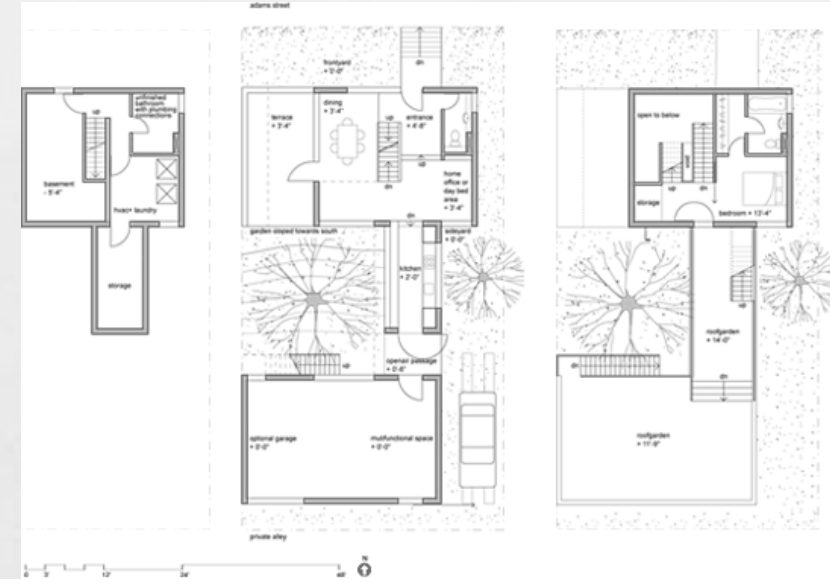 adams street
unfinished
bathroom
with plumbing
connections
up
basement
- 5'-4"
hvac+ laundry
storage
dn
frontyard
+ 0'-0"
terrace
+ 3'-4"
dining
+ 3'-4"
up
entrance
+ 4'-8"
up
dn
home
office or
day bed
area
+ 3'-4"
dn
garden sloped towards south
sideyard
+ 0'-0"
kitchen
+ 2'-0"
openair passage
+ 0'-8"
up
optional garage
+ 0'-0"
multifunctional space
+ 0'-0"
private alley
open to below
up
dn
storage
bedroom + 13'-4"
up
roofgarden
+ 14'-0"
dn
dn
roofgarden
+ 11'-9"
0 3' 12' 24' 48'
N